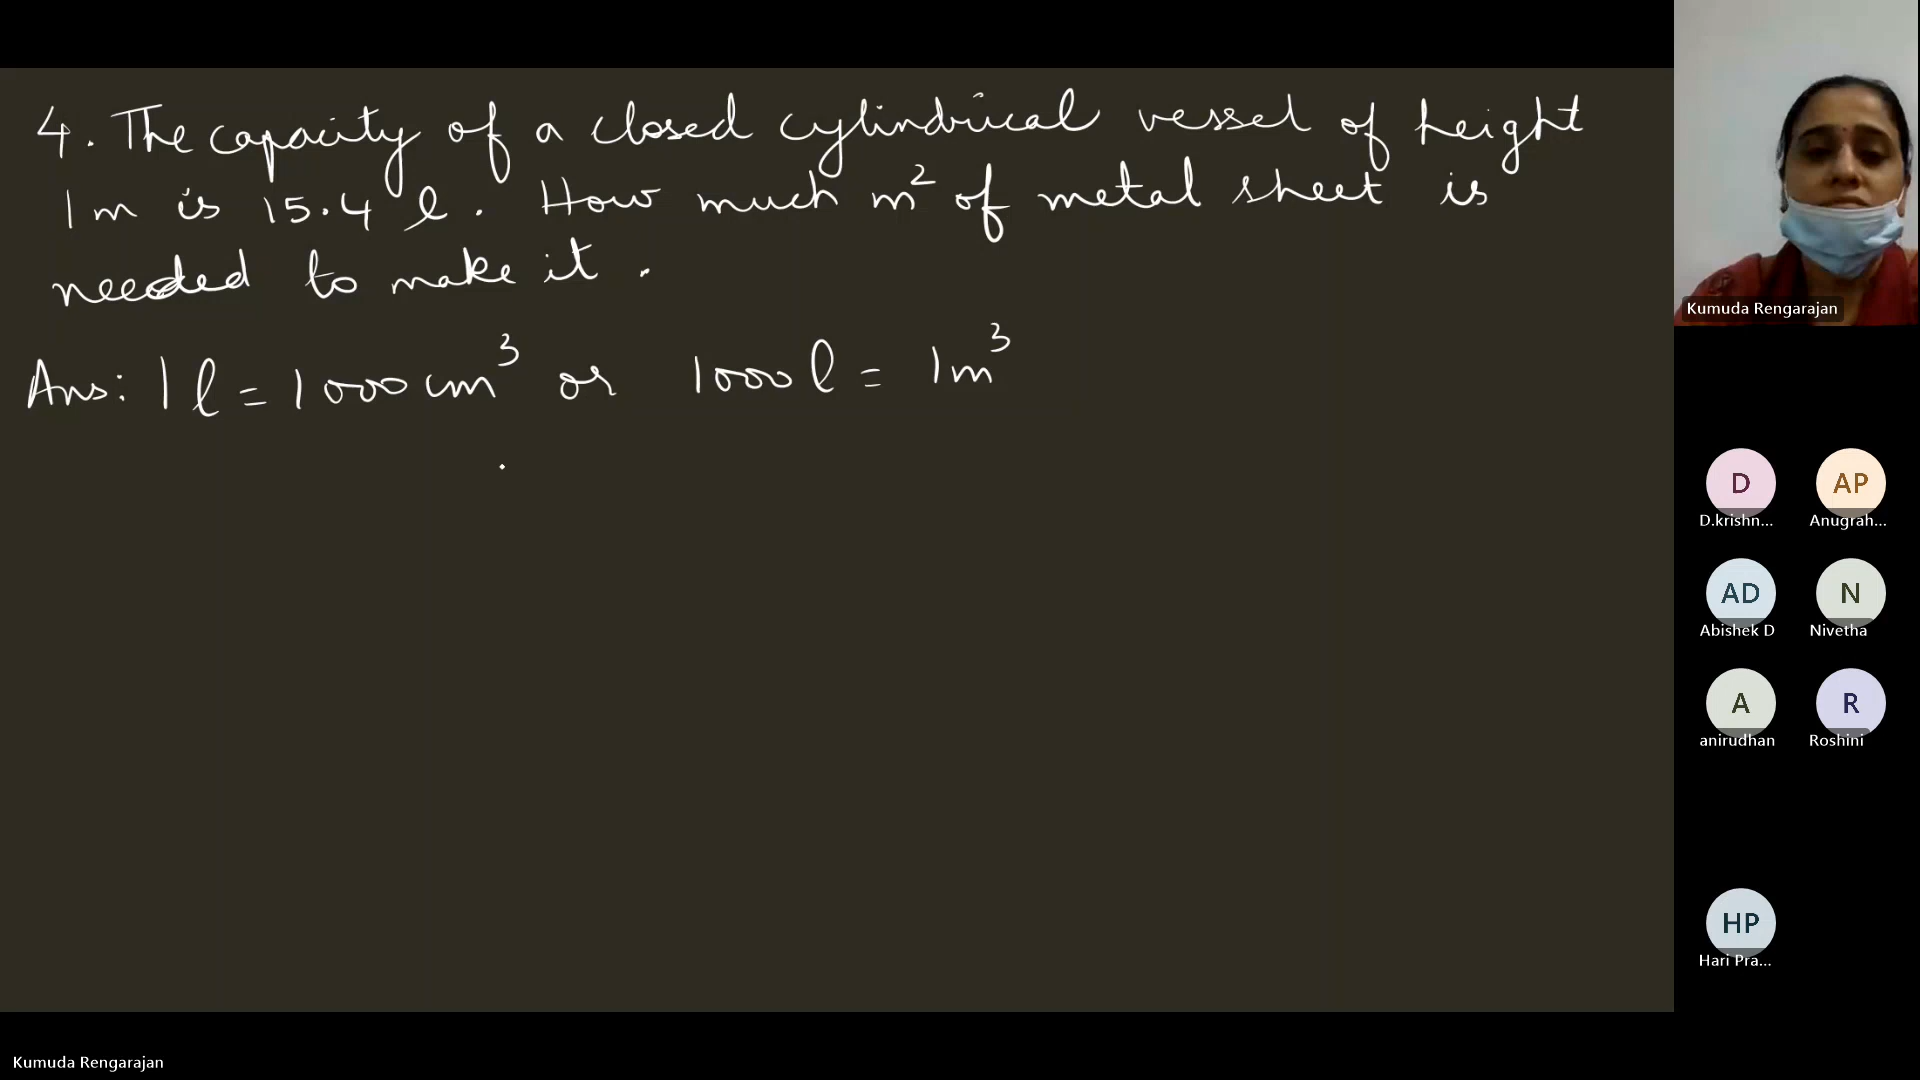 4. The capacity of a closed cylindrical vessel of height
1m is 15.4 l. How much m² of metal sheet is
needed to make it.
Ans: 1 l = 1000 cm³ or 1000 l = 1m³
Kumuda Rengarajan
D
D.krishn...
AP
Anugrah...
AD
Abishek D
N
Nivetha
A
anirudhan
R
Roshini
HP
Hari Pra...
Kumuda Rengarajan